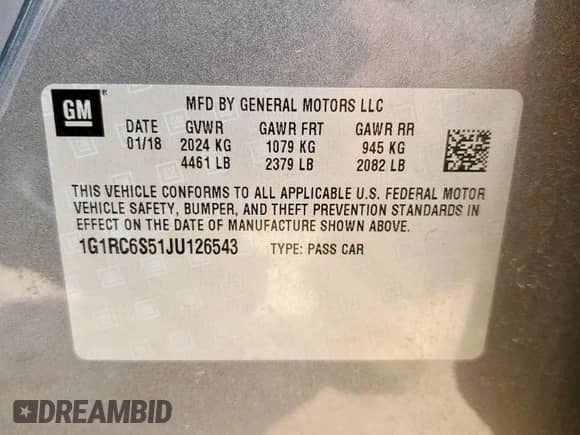 GM ®
MFD BY GENERAL MOTORS LLC
DATE GVWR GAWR FRT GAWR RR
01/18 2024 KG 1079 KG 945 KG
4461 LB 2379 LB 2082 LB
THIS VEHICLE CONFORMS TO ALL APPLICABLE U.S. FEDERAL MOTOR
VEHICLE SAFETY, BUMPER, AND THEFT PREVENTION STANDARDS IN
EFFECT ON THE DATE OF MANUFACTURE SHOWN ABOVE.
1G1RC6S51JU126543 TYPE: PASS CAR
DREAMBID